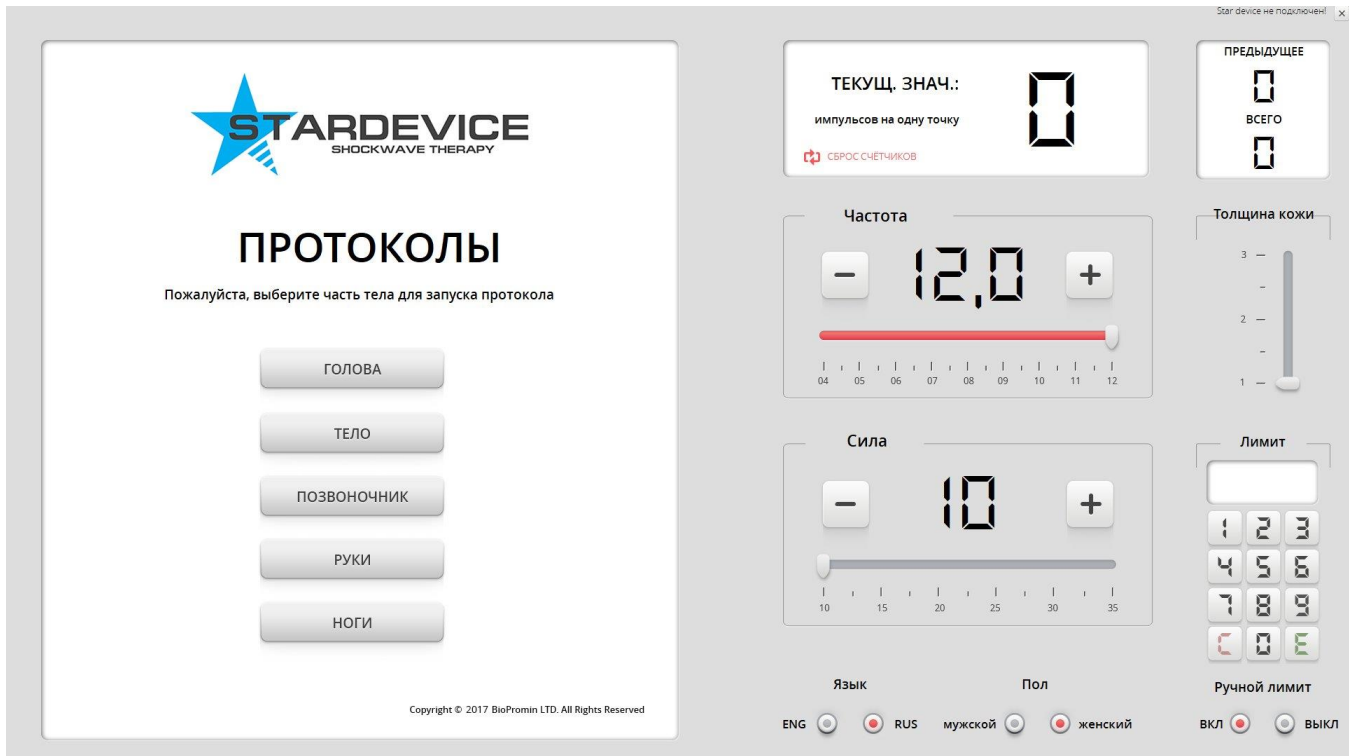 Star device не подключен!
STARDEVICE
SHOCKWAVE THERAPY
ПРОТОКОЛЫ
Пожалуйста, выберите часть тела для запуска протокола
ГОЛОВА
ТЕЛО
ПОЗВОНОЧНИК
РУКИ
НОГИ
Copyright © 2017 BioPromin LTD. All Rights Reserved
ТЕКУЩ. ЗНАЧ.:
0
импульсов на одну точку
СБРОС СЧЁТЧИКОВ
ПРЕДЫДУЩЕЕ
0
ВСЕГО
0
Частота
− 12,0 +
04 05 06 07 08 09 10 11 12
Толщина кожи
3
2
1
Сила
− 10 +
10 15 20 25 30 35
Лимит
1 2 3
4 5 6
7 8 9
C 0 E
Язык
ENG RUS
Пол
мужской женский
Ручной лимит
ВКЛ ВЫКЛ